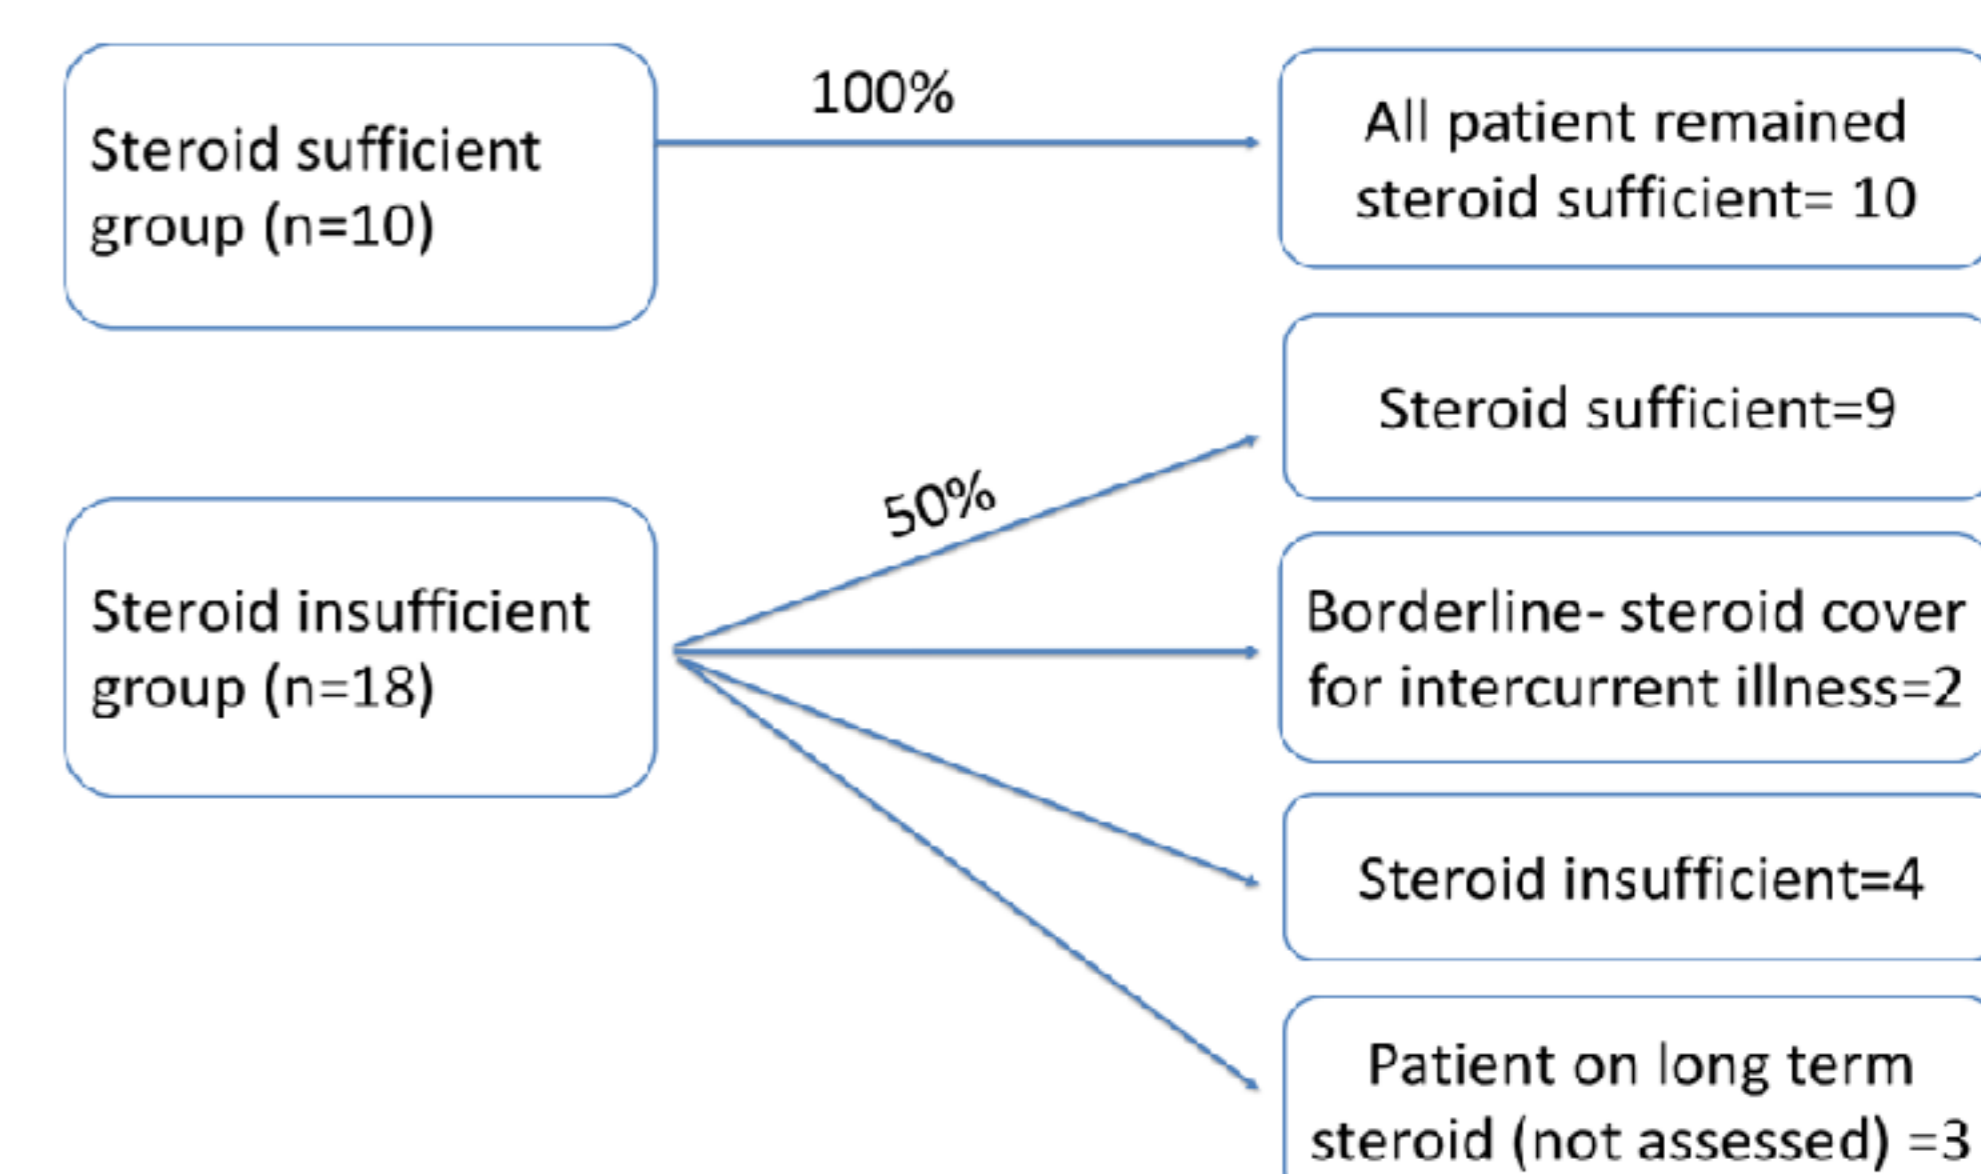 Steroid sufficient
group (n=10)
100%
All patient remained
steroid sufficient= 10
Steroid insufficient
group (n=18)
50%
Steroid sufficient=9
Borderline- steroid cover
for intercurrent illness=2
Steroid insufficient=4
Patient on long term
steroid (not assessed) =3